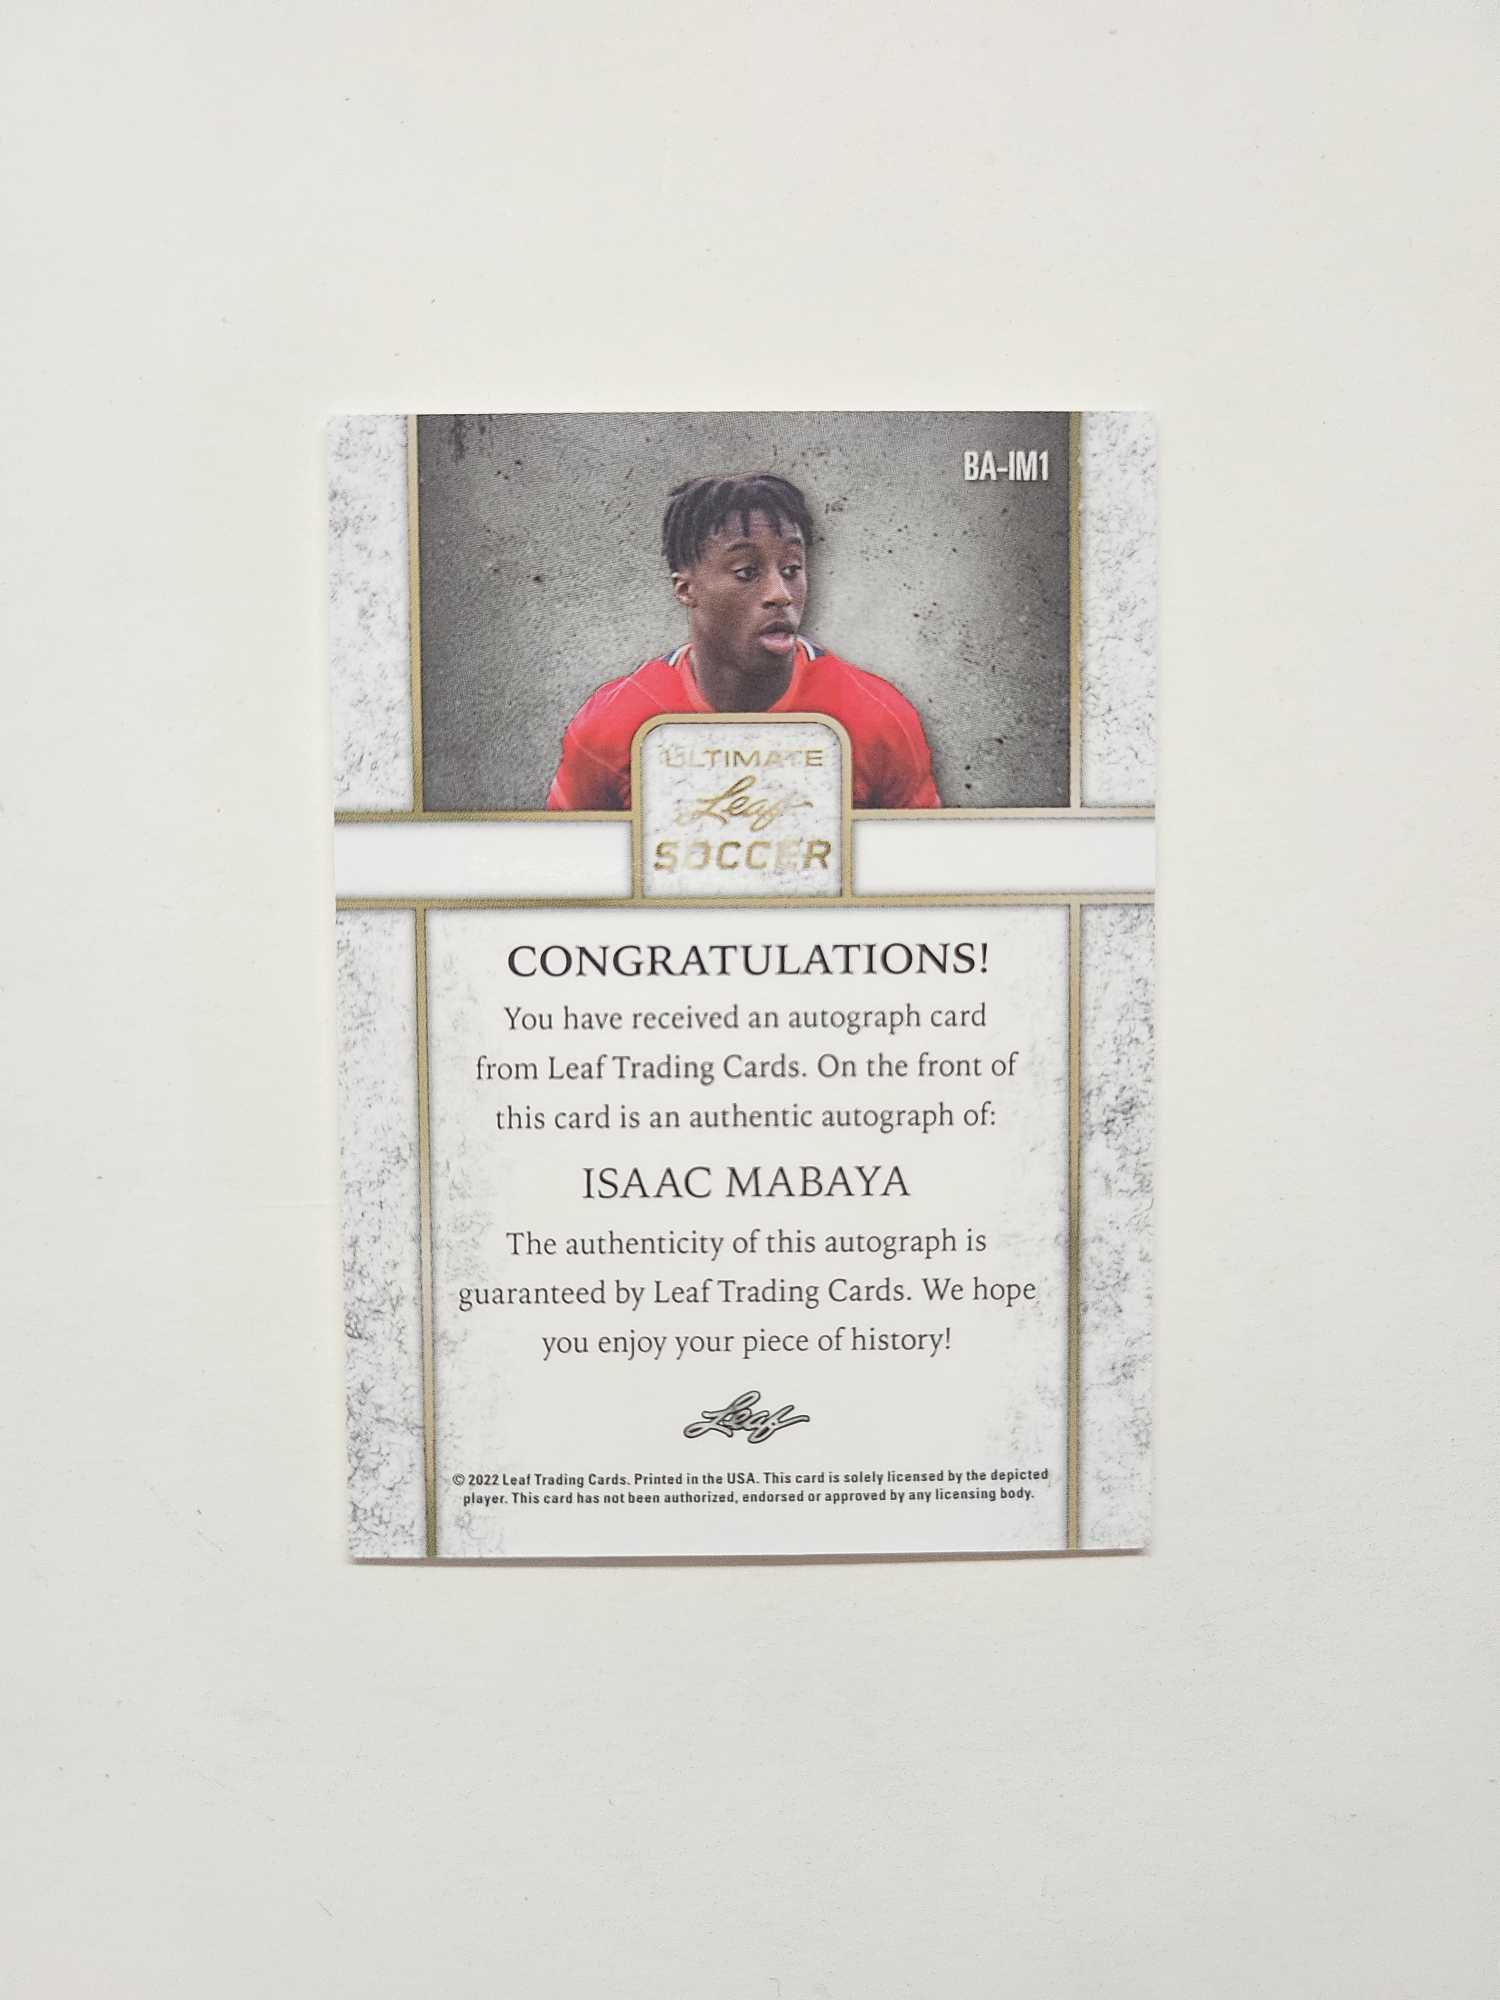 BA-IM1
ULTIMATE
Leaf
SOCCER
CONGRATULATIONS!
You have received an autograph card
from Leaf Trading Cards. On the front of
this card is an authentic autograph of:
ISAAC MABAYA
The authenticity of this autograph is
guaranteed by Leaf Trading Cards. We hope
you enjoy your piece of history!
Leaf
© 2022 Leaf Trading Cards. Printed in the USA. This card is solely licensed by the depicted
player. This card has not been authorized, endorsed or approved by any licensing body.